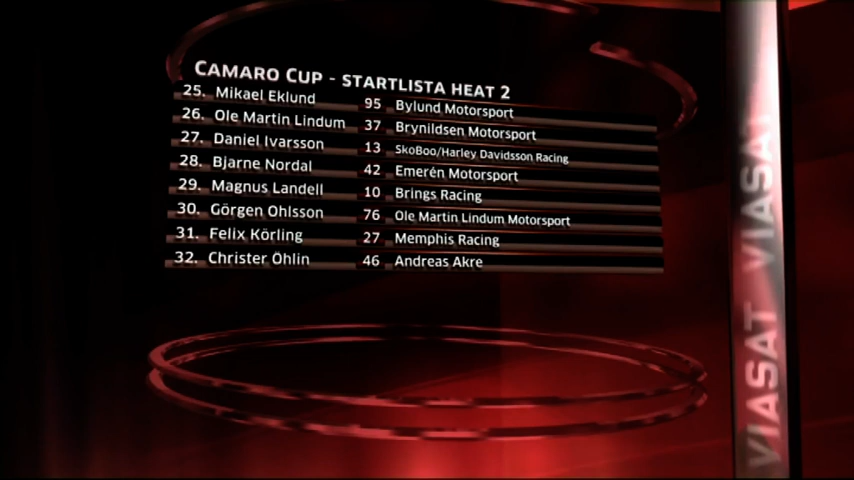 CAMARO CUP - STARTLISTA HEAT 2
25. Mikael Eklund 95 Bylund Motorsport
26. Ole Martin Lindum 37 Brynildsen Motorsport
27. Daniel Ivarsson 13 SkoBoo/Harley Davidsson Racing
28. Bjarne Nordal 42 Emerén Motorsport
29. Magnus Landell 10 Brings Racing
30. Görgen Ohlsson 76 Ole Martin Lindum Motorsport
31. Felix Körling 27 Memphis Racing
32. Christer Öhlin 46 Andreas Akre
VIASAT VIASAT